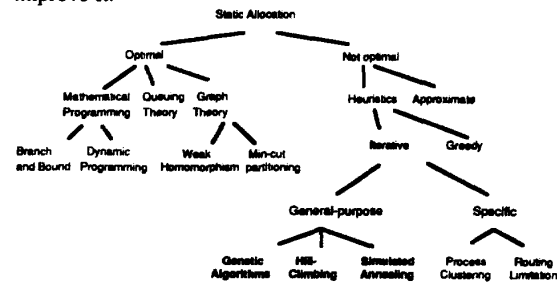 improve it.
Static Allocation
Optimal
Not optimal
Mathematical
Programming
Queuing
Theory
Graph
Theory
Heuristics
Approximate
Branch
and Bound
Dynamic
Programming
Weak
Homomorphism
Min-cut
partitioning
Iterative
Greedy
General-purpose
Specific
Genetic
Algorithms
Hill-
Climbing
Simulated
Annealing
Process
Clustering
Routing
Limitation